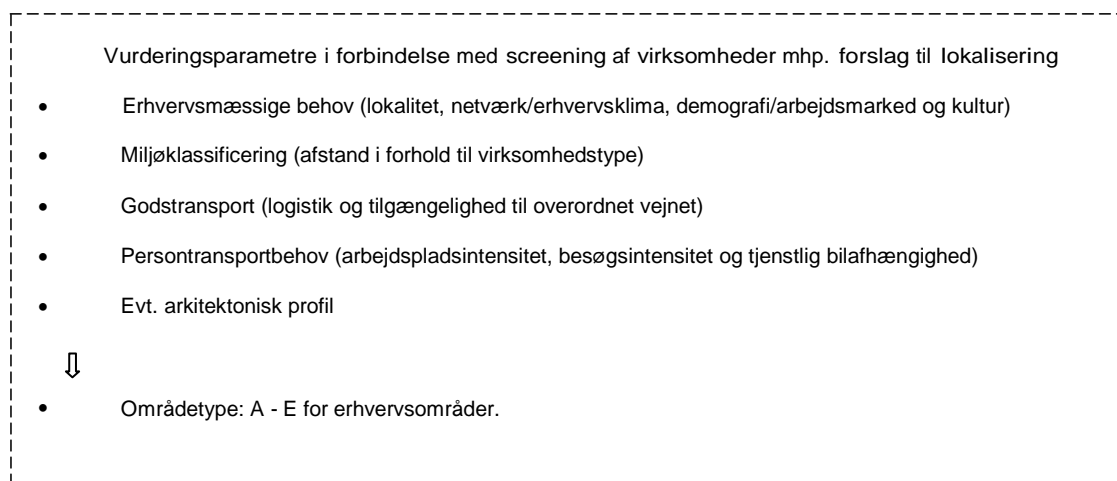 Vurderingsparametre i forbindelse med screening af virksomheder mhp. forslag til lokalisering
• Erhvervsmæssige behov (lokalitet, netværk/erhvervsklima, demografi/arbejdsmarked og kultur)
• Miljøklassificering (afstand i forhold til virksomhedstype)
• Godstransport (logistik og tilgængelighed til overordnet vejnet)
• Persontransportbehov (arbejdspladsintensitet, besøgsintensitet og tjenstlig bilafhængighed)
• Evt. arkitektonisk profil
⇩
• Områdetype: A - E for erhvervsområder.